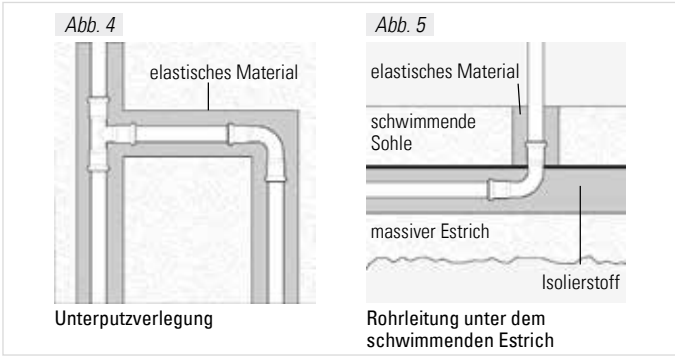 Abb. 4
elastisches Material
Unterputzverlegung
Abb. 5
elastisches Material
schwimmende
Sohle
massiver Estrich
Isolierstoff
Rohrleitung unter dem
schwimmenden Estrich